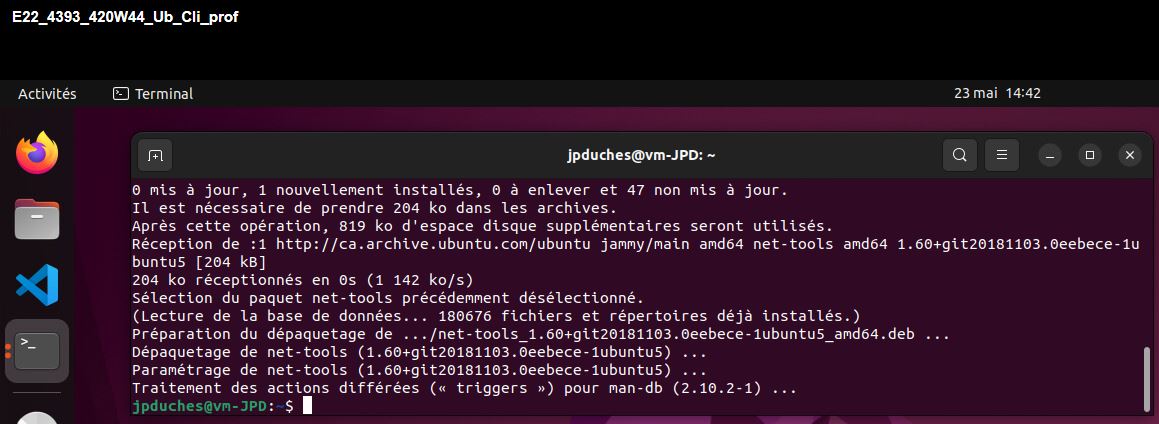 E22_4393_420W44_Ub_Cli_prof
Activités
Terminal
23 mai 14:42
jpduches@vm-JPD: ~
0 mis à jour, 1 nouvellement installés, 0 à enlever et 47 non mis à jour.
Il est nécessaire de prendre 204 ko dans les archives.
Après cette opération, 819 ko d'espace disque supplémentaires seront utilisés.
Réception de :1 http://ca.archive.ubuntu.com/ubuntu jammy/main amd64 net-tools amd64 1.60+git20181103.0eebece-1u
buntu5 [204 kB]
204 ko réceptionnés en 0s (1 142 ko/s)
Sélection du paquet net-tools précédemment désélectionné.
(Lecture de la base de données... 180676 fichiers et répertoires déjà installés.)
Préparation du dépaquetage de .../net-tools_1.60+git20181103.0eebece-1ubuntu5_amd64.deb ...
Dépaquetage de net-tools (1.60+git20181103.0eebece-1ubuntu5) ...
Paramétrage de net-tools (1.60+git20181103.0eebece-1ubuntu5) ...
Traitement des actions différées (« triggers ») pour man-db (2.10.2-1) ...
jpduches@vm-JPD:~$